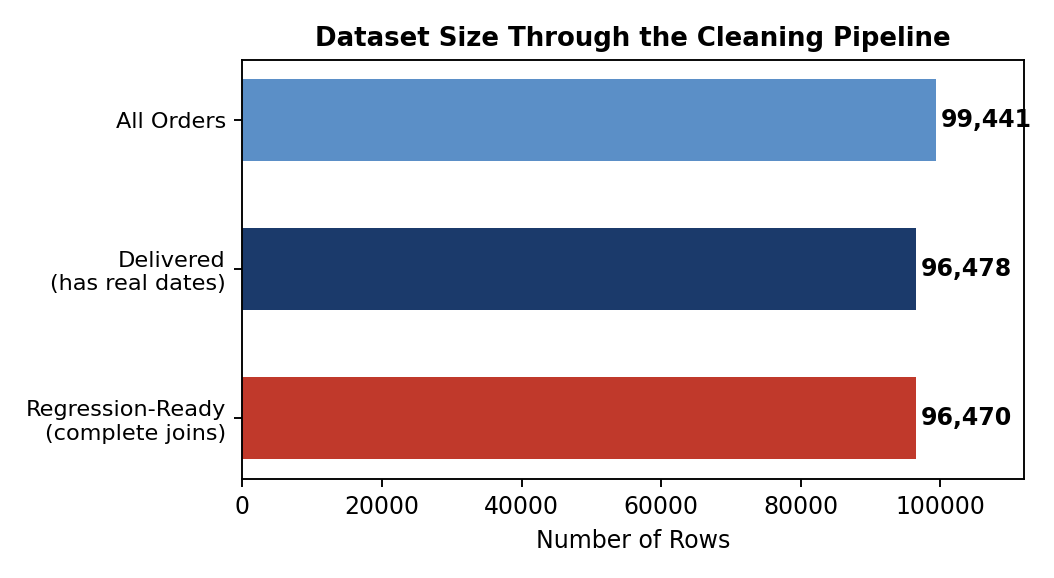 Dataset Size Through the Cleaning Pipeline
All Orders
99,441
Delivered
(has real dates)
96,478
Regression-Ready
(complete joins)
96,470
0 20000 40000 60000 80000 100000
Number of Rows